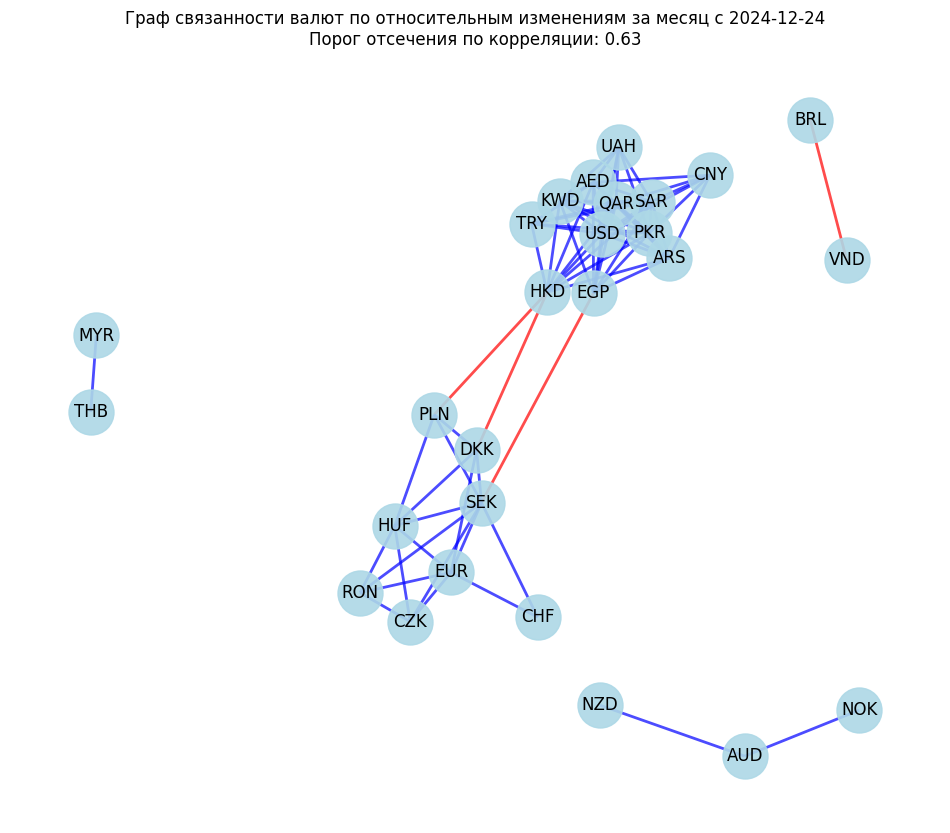 Граф связанности валют по относительным изменениям за месяц с 2024-12-24
Порог отсечения по корреляции: 0.63
BRL
UAH
CNY
AED
KWD
QAR
SAR
TRY
USD
PKR
ARS
VND
HKD
EGP
MYR
THB
PLN
DKK
SEK
HUF
EUR
RON
CZK
CHF
NZD
NOK
AUD